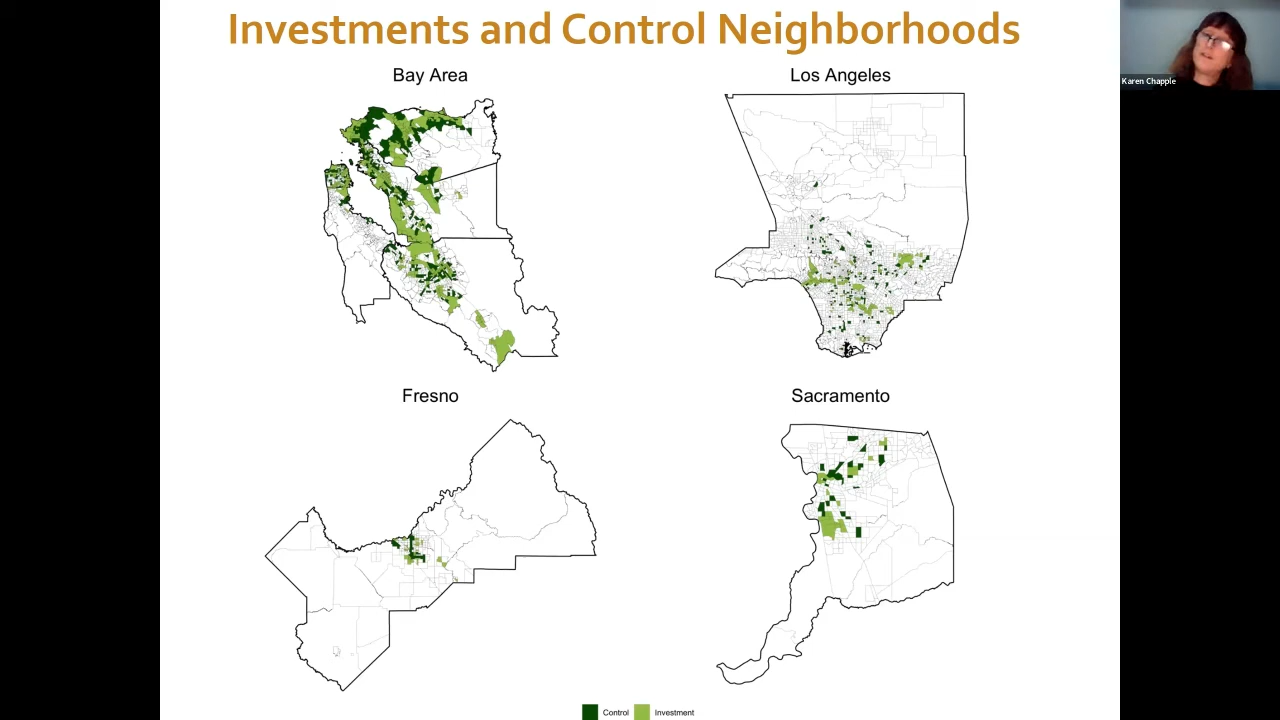 Investments and Control Neighborhoods
Karen Chapple
Bay Area
Los Angeles
Fresno
Sacramento
Control
Investment